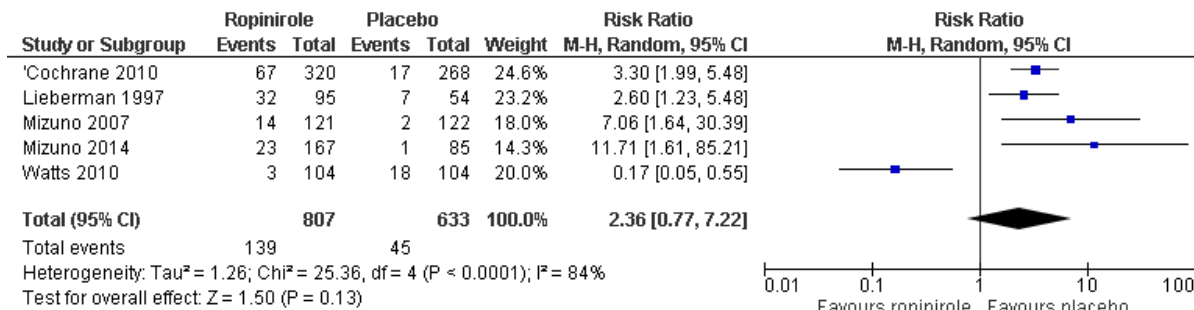 Ropinirole Placebo Risk Ratio Risk Ratio
Study or Subgroup Events Total Events Total Weight M-H, Random, 95% CI M-H, Random, 95% CI
'Cochrane 2010 67 320 17 268 24.6% 3.30 [1.99, 5.48]
Lieberman 1997 32 95 7 54 23.2% 2.60 [1.23, 5.48]
Mizuno 2007 14 121 2 122 18.0% 7.06 [1.64, 30.39]
Mizuno 2014 23 167 1 85 14.3% 11.71 [1.61, 85.21]
Watts 2010 3 104 18 104 20.0% 0.17 [0.05, 0.55]
Total (95% CI) 807 633 100.0% 2.36 [0.77, 7.22]
Total events 139 45
Heterogeneity: Tau² = 1.26; Chi² = 25.36, df = 4 (P < 0.0001); I² = 84%
Test for overall effect: Z = 1.50 (P = 0.13)
0.01 0.1 1 10 100
Favours ropinirole Favours placebo